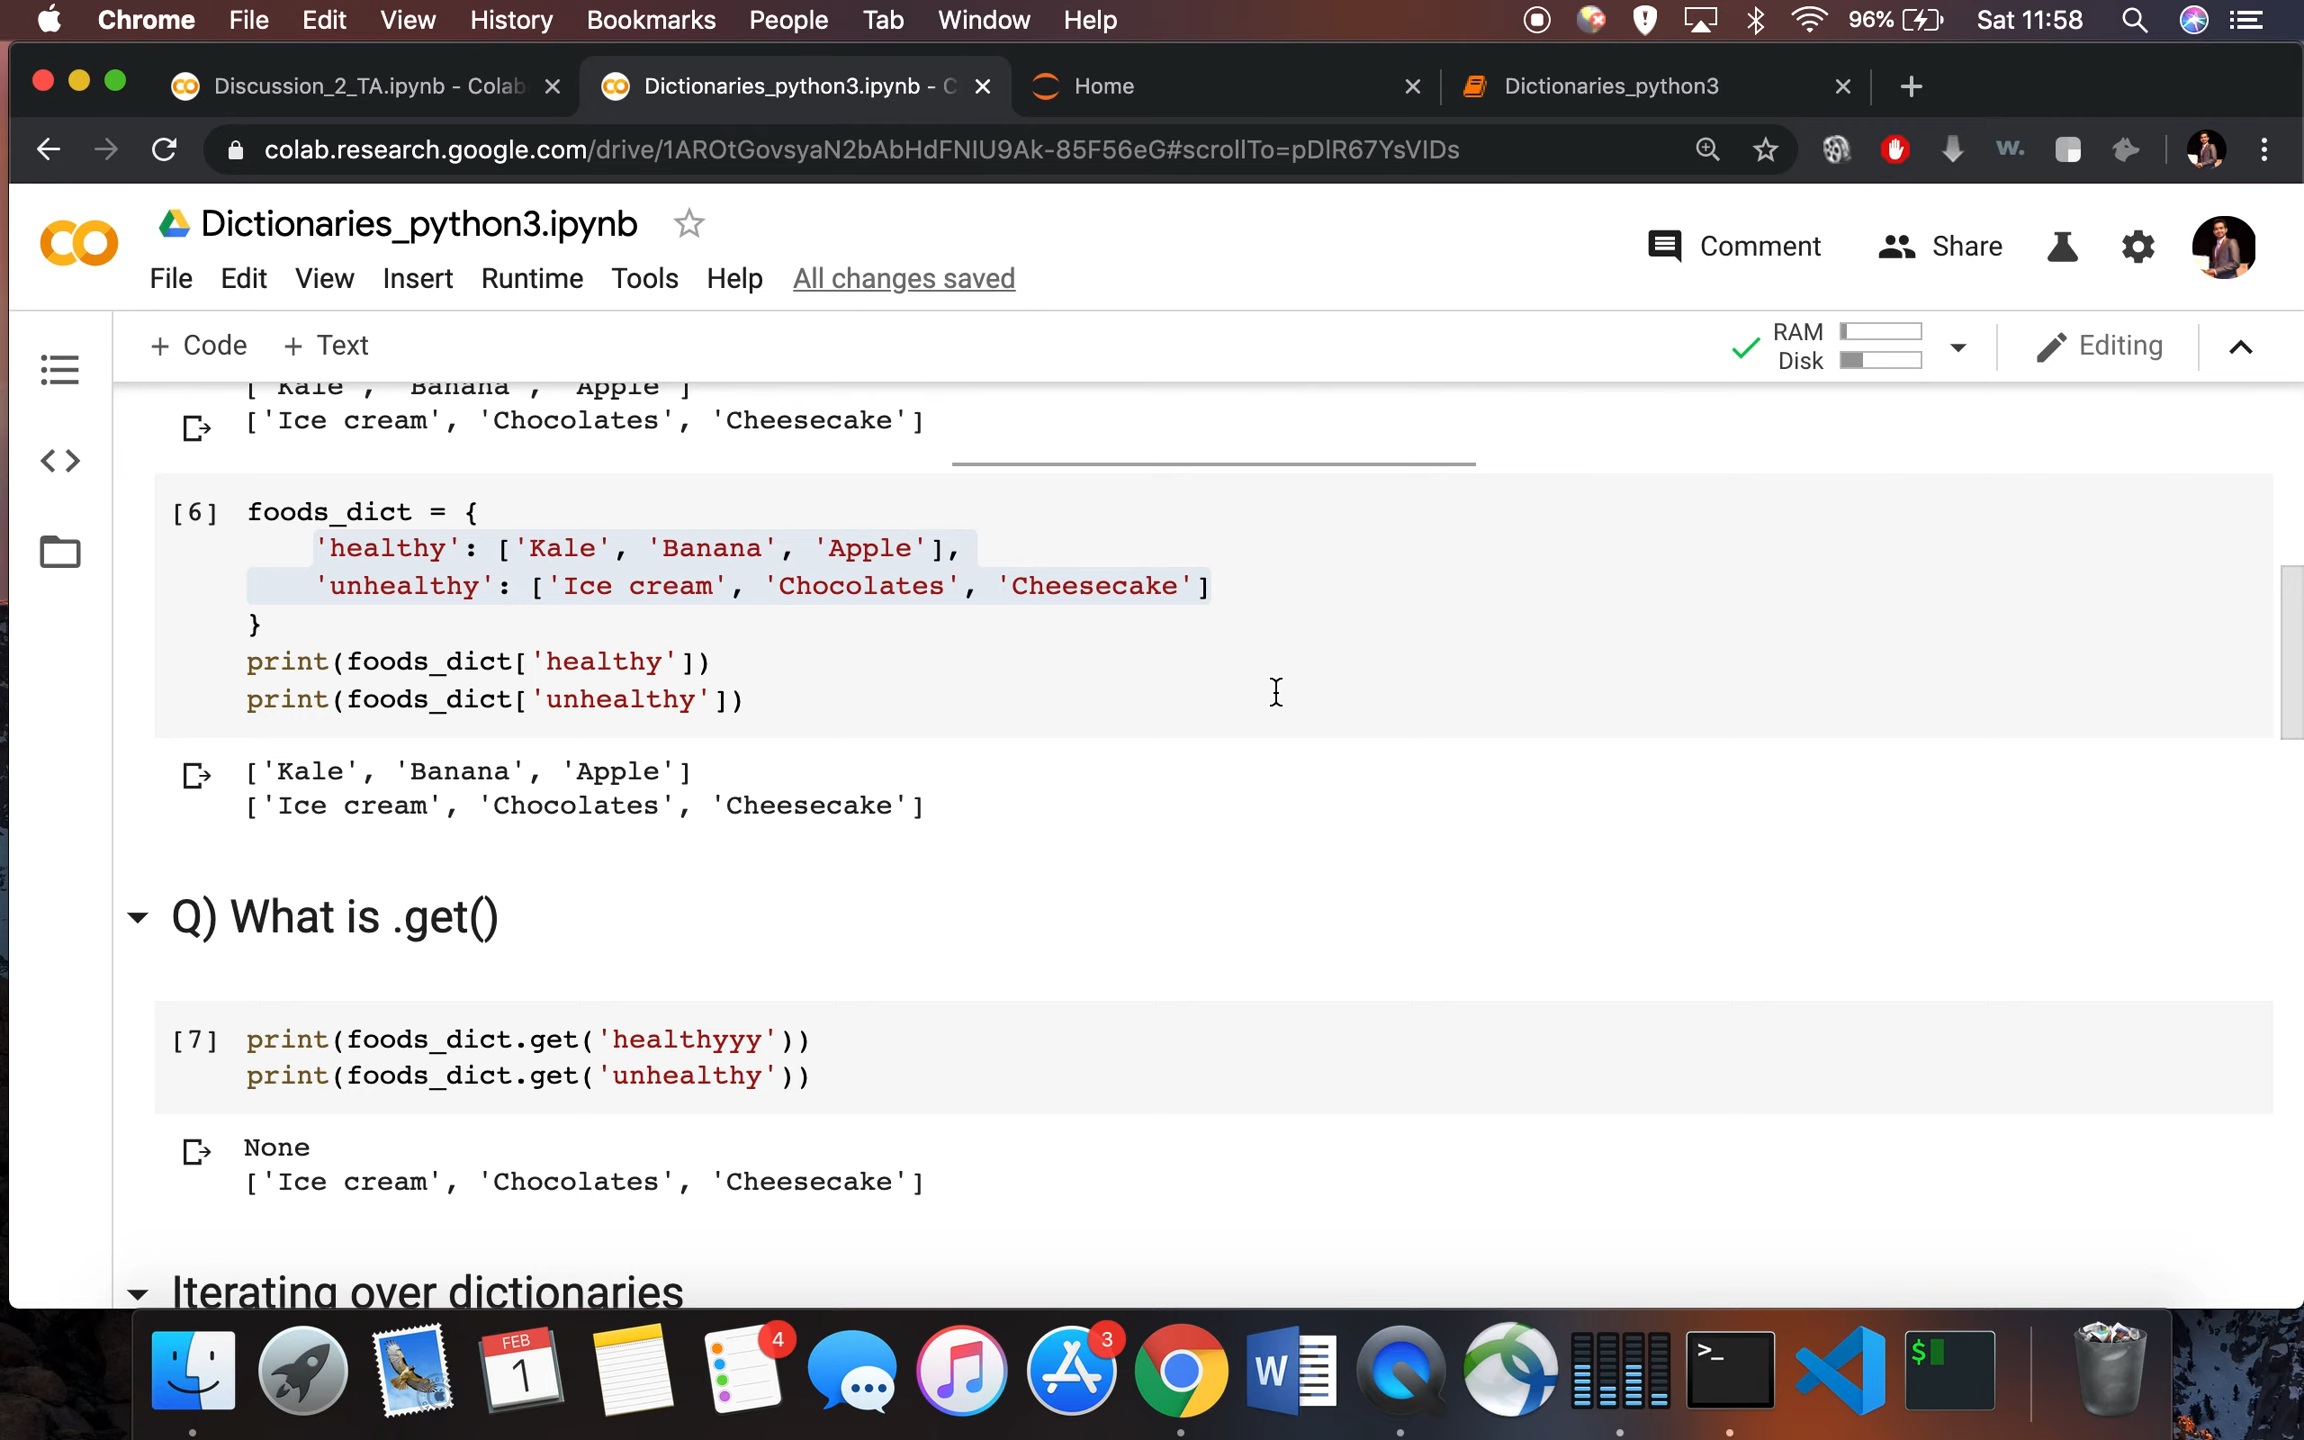 Chrome File Edit View History Bookmarks People Tab Window Help 96% Sat 11:58
Discussion_2_TA.ipynb - Colab Dictionaries_python3.ipynb - C Home Dictionaries_python3
colab.research.google.com/drive/1AROtGovsyaN2bAbHdFNIU9Ak-85F56eG#scrollTo=pDlR67YsVIDs w.
Dictionaries_python3.ipynb
Comment Share
File Edit View Insert Runtime Tools Help All changes saved
+ Code + Text RAM Disk Editing
['Kale', 'Banana', 'Apple']
['Ice cream', 'Chocolates', 'Cheesecake']
[6] foods_dict = {
'healthy': ['Kale', 'Banana', 'Apple'],
'unhealthy': ['Ice cream', 'Chocolates', 'Cheesecake']
}
print(foods_dict['healthy'])
print(foods_dict['unhealthy'])
['Kale', 'Banana', 'Apple']
['Ice cream', 'Chocolates', 'Cheesecake']
Q) What is .get()
[7] print(foods_dict.get('healthyyy'))
print(foods_dict.get('unhealthy'))
None
['Ice cream', 'Chocolates', 'Cheesecake']
Iterating over dictionaries
FEB
1
4
3
W
>_
$